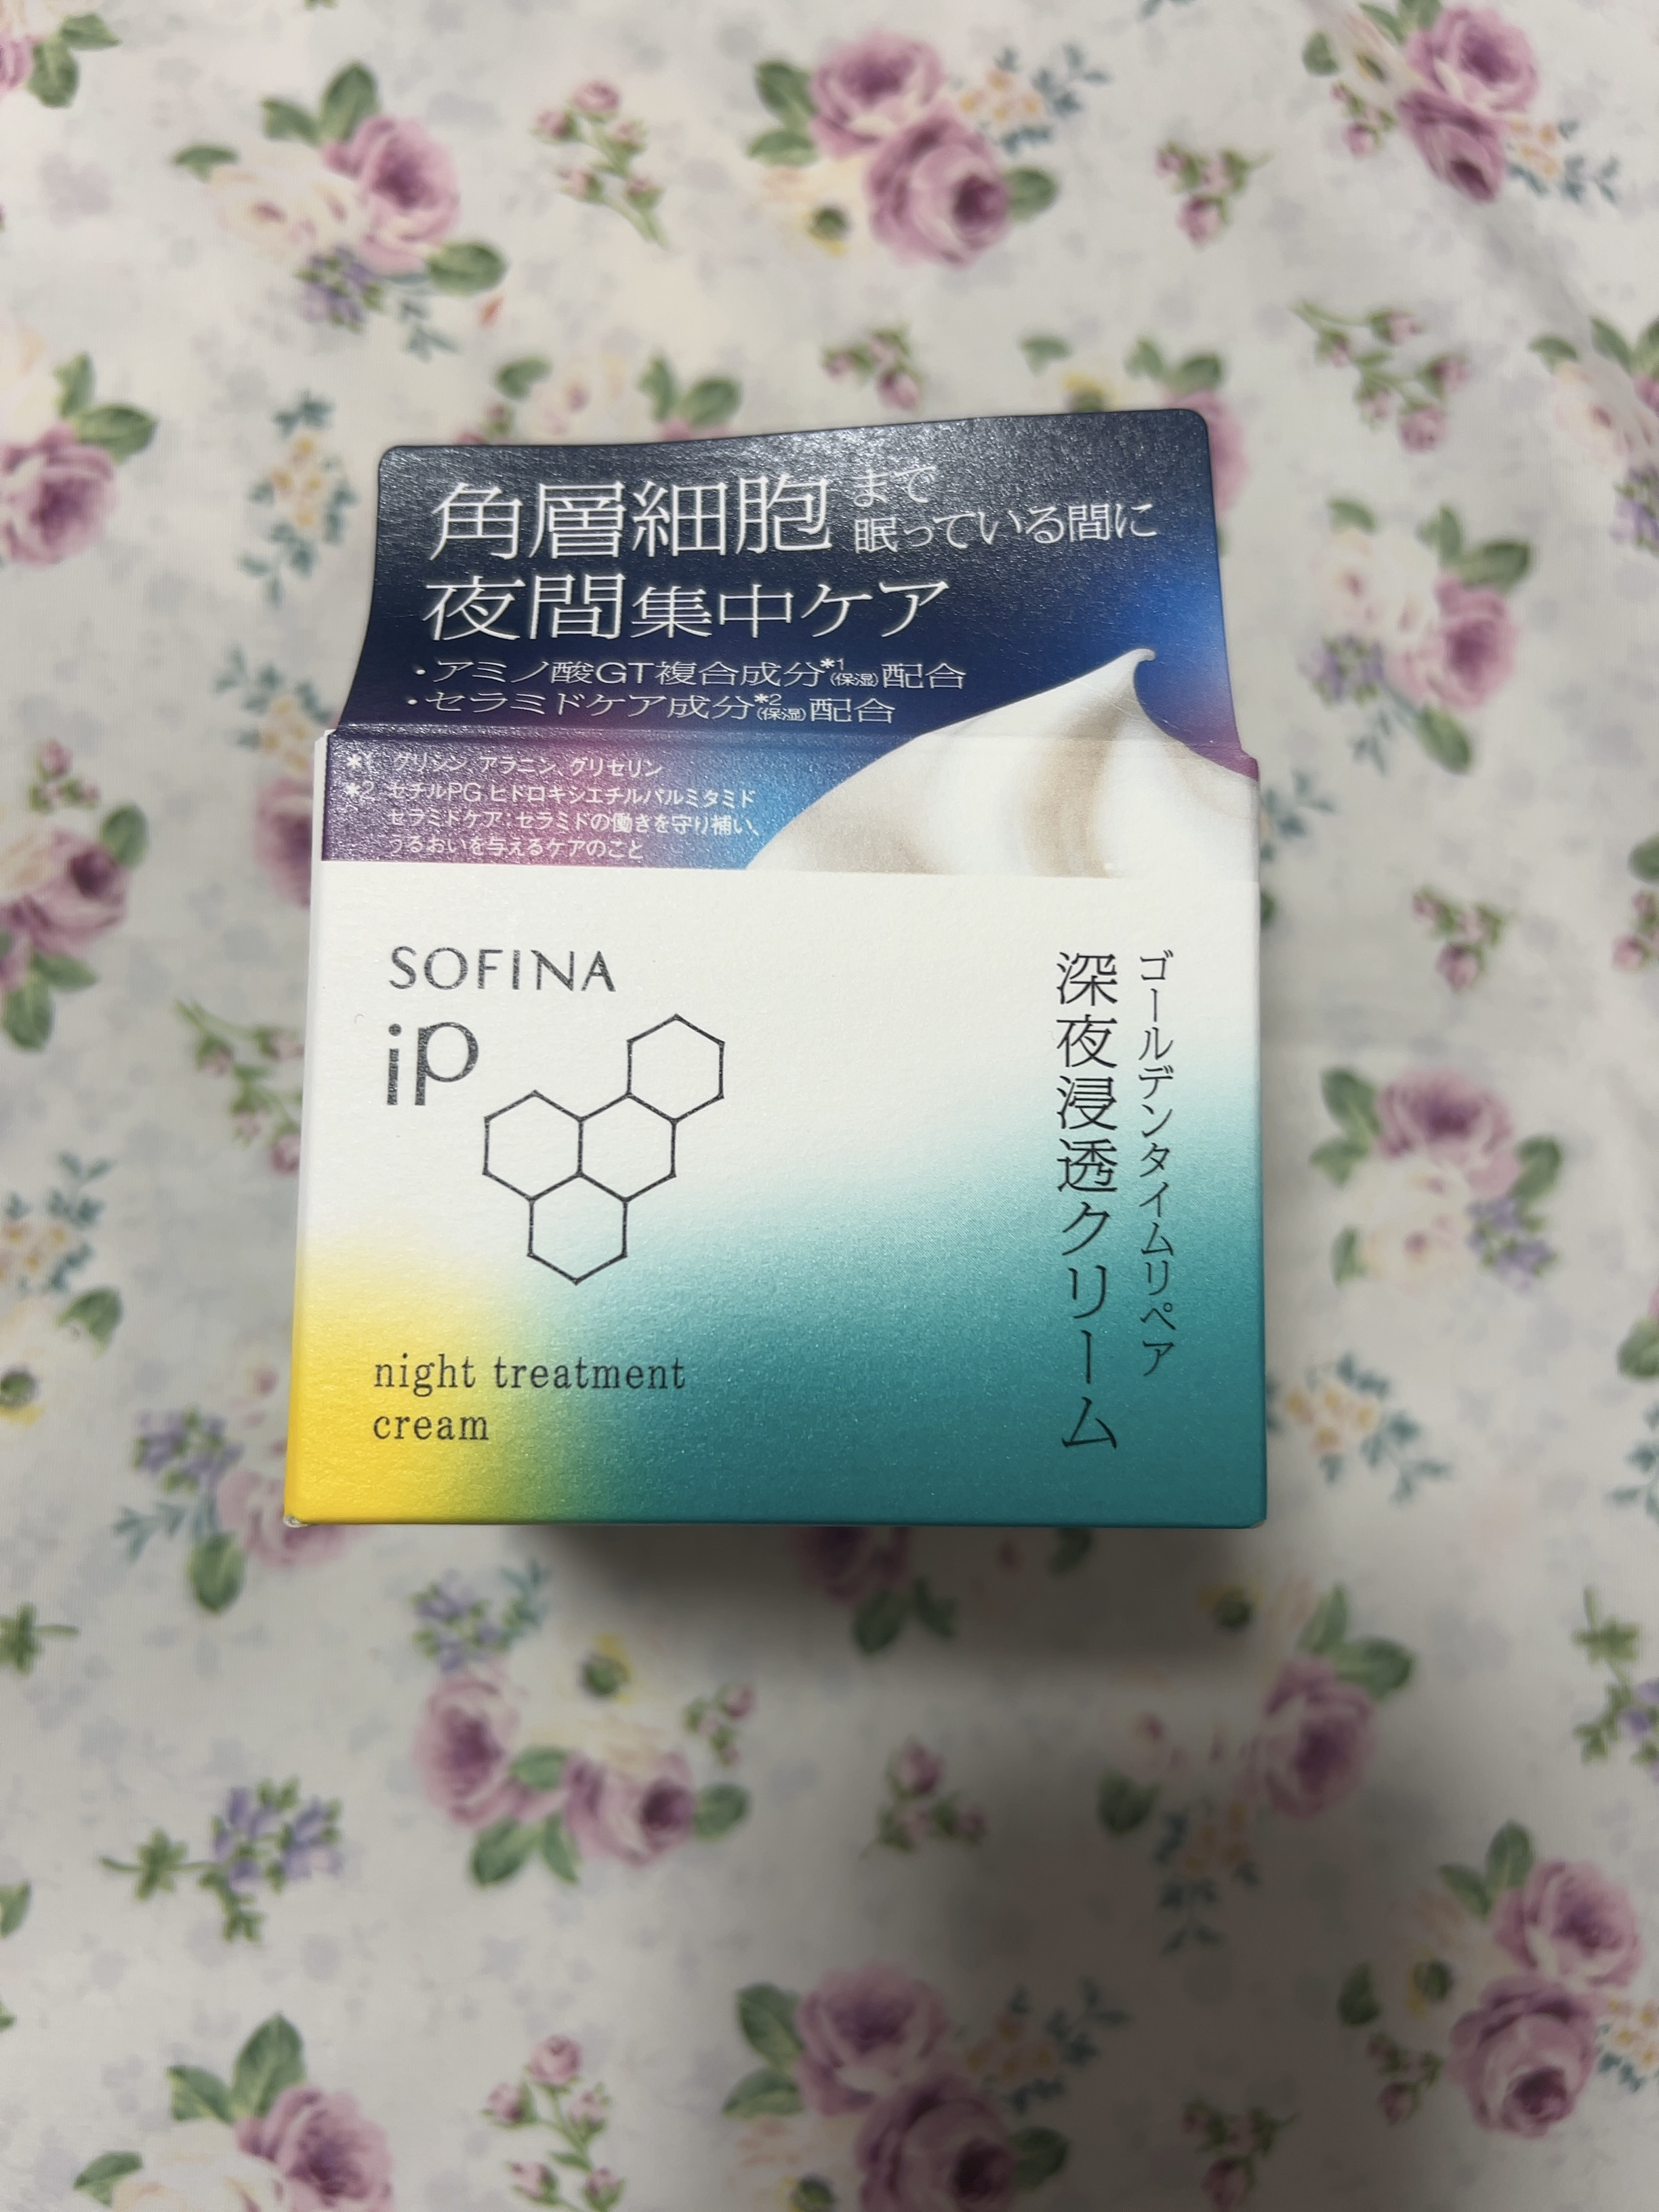 角層細胞まで
眠っている間に
夜間集中ケア
・アミノ酸GT複合成分*1(保湿)配合
・セラミドケア成分*2(保湿)配合
*1 グリシン、アラニン、グリセリン
*2 セチルPG ヒドロキシエチルパルミタミド
セラミドケア:セラミドの働きを守り補い、
うるおいを与えるケアのこと
SOFINA
iP
ゴールデンタイムリペア
深夜浸透クリーム
night treatment
cream